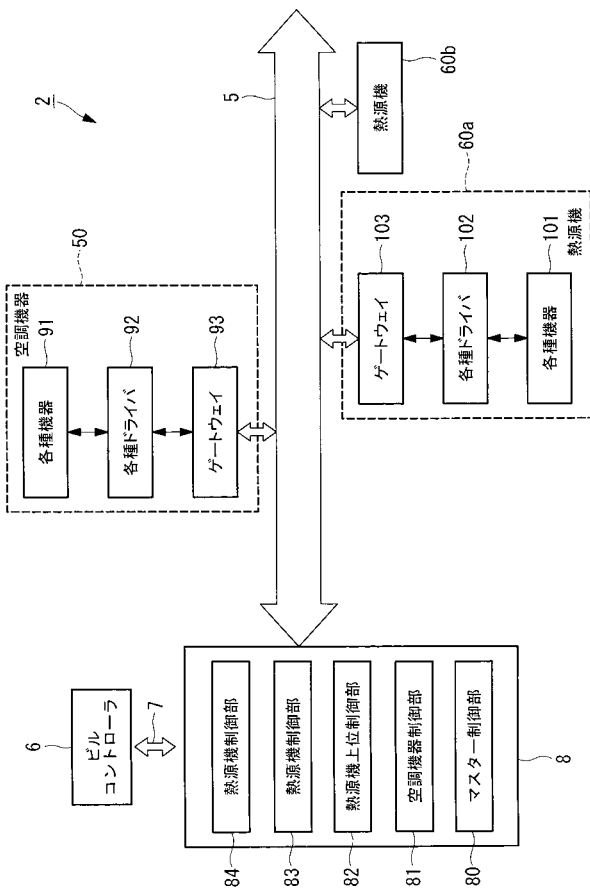 2
5
50
空調機器
91
各種機器
92
各種ドライバ
93
ゲートウェイ
熱源機
60b
60a
103
ゲートウェイ
102
各種ドライバ
101
各種機器
熱源機
6
ビル
コントローラ
7
熱源機制御部
84
熱源機制御部
83
熱源機上位制御部
82
空調機器制御部
81
マスター制御部
80
8